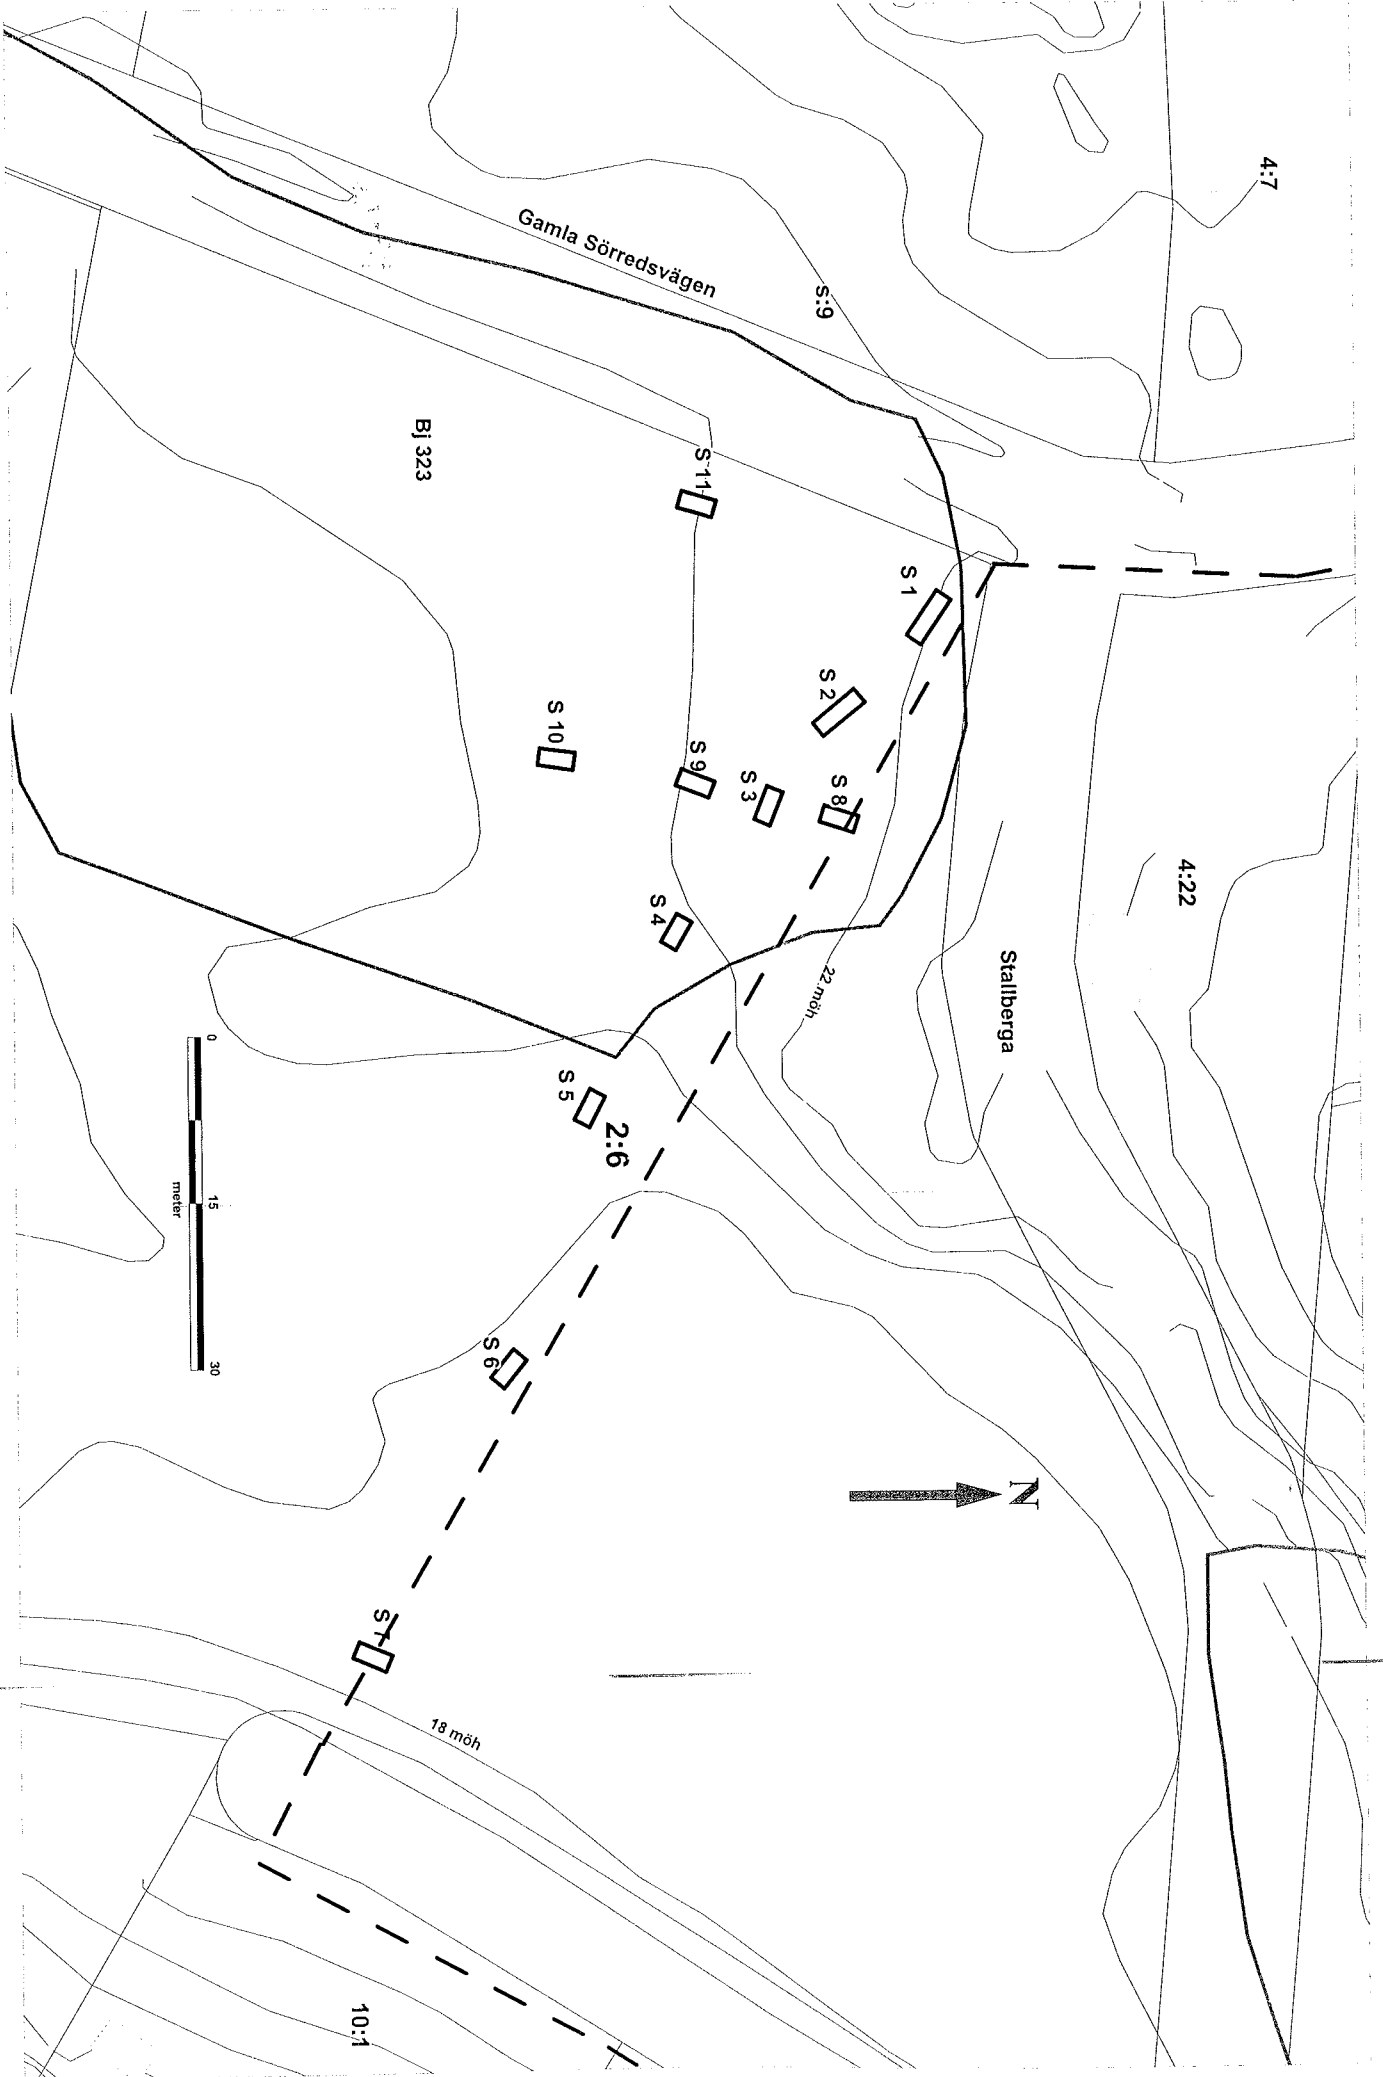 4:7
Gamla Sörredsvägen
s:9
Bj 323
S 11
S 1
S 2
S 10
S 9
S 3
S 8
4:22
S 4
Stallberga
22 möh
S 5
2:6
0
15
30
meter
S 6
N
S 7
18 möh
10:1